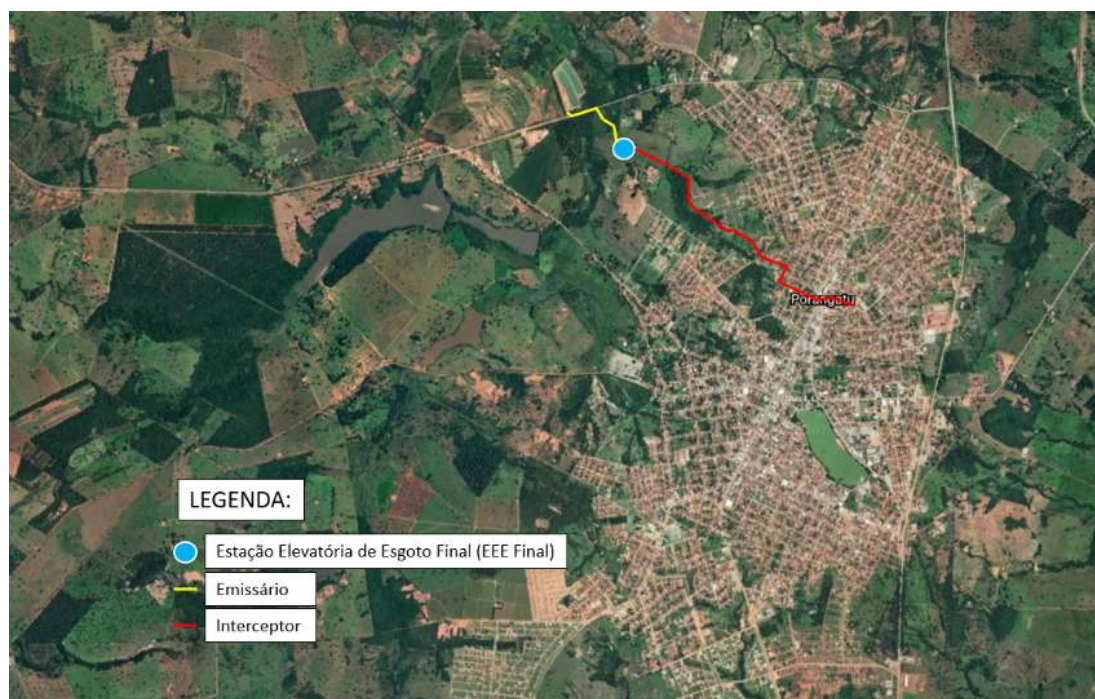 Porangatu
LEGENDA:
Estação Elevatória de Esgoto Final (EEE Final)
Emissário
Interceptor